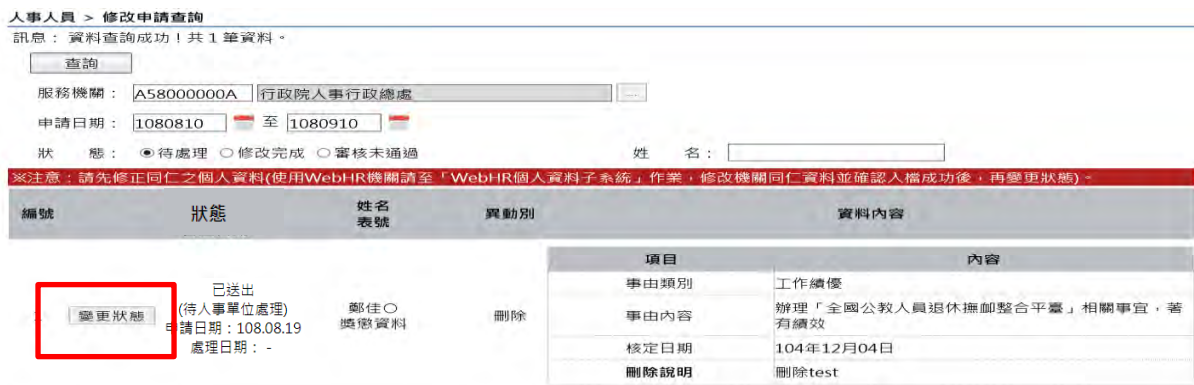 人事人員 > 修改申請查詢
訊息： 資料查詢成功！共 1 筆資料。
查詢
服務機關： A58000000A 行政院人事行政總處 ...
申請日期： 1080810 至 1080910
狀 態： 待處理 修改完成 審核未通過 姓 名：
※注意：請先修正同仁之個人資料(使用WebHR機關請至「WebHR個人資料子系統」作業，修改機關同仁資料並確認入檔成功後，再變更狀態)。
編號 狀態 姓名 異動別 資料內容
表號
項目 內容
已送出 事由類別 工作績優
1 變更狀態 (待人事單位處理) 鄭佳〇 刪除 事由內容 辦理「全國公教人員退休撫卹整合平臺」相關事宜，著
申請日期：108.08.19 獎懲資料 有績效
處理日期： - 核定日期 104年12月04日
刪除說明 刪除test